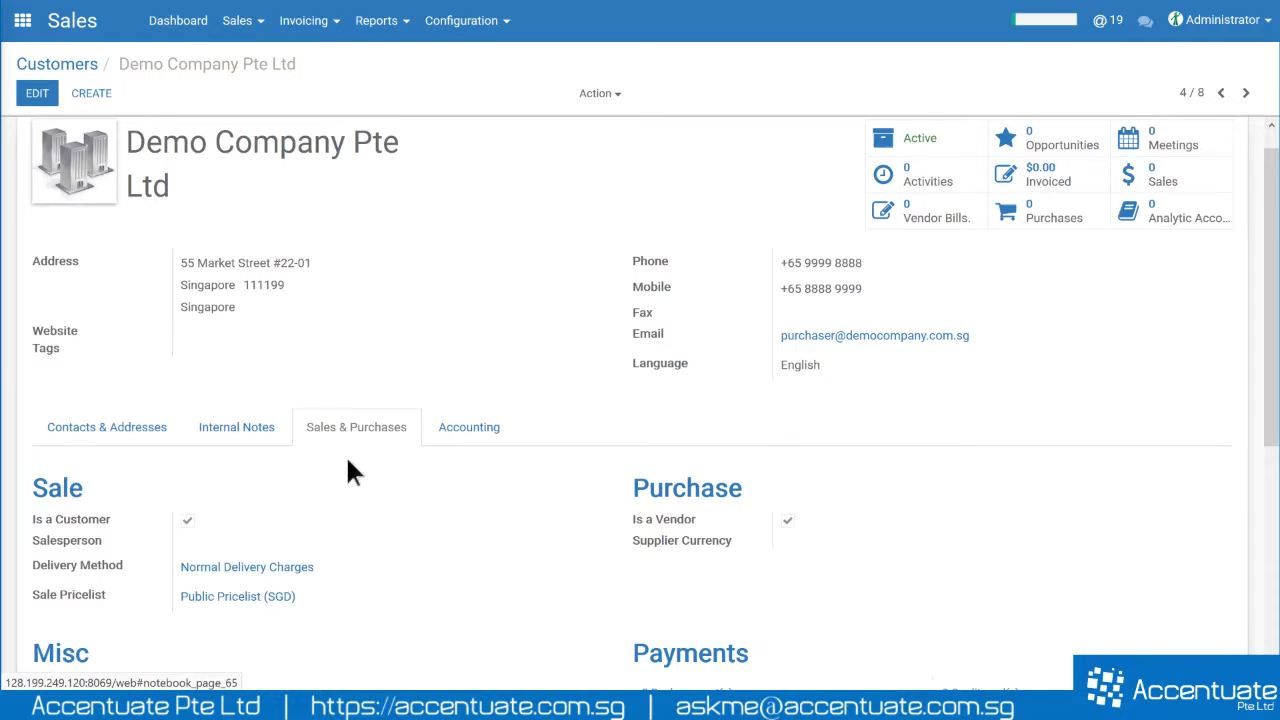 Sales Dashboard Sales Invoicing Reports Configuration @ 19 Administrator
Customers / Demo Company Pte Ltd
EDIT CREATE Action 4 / 8
Demo Company Pte
Ltd
Active
0
Opportunities
0
Meetings
0
Activities
$0.00
Invoiced
0
Sales
0
Vendor Bills.
0
Purchases
0
Analytic Acco...
Address 55 Market Street #22-01
Singapore 111199
Singapore
Website
Tags
Phone +65 9999 8888
Mobile +65 8888 9999
Fax
Email purchaser@democompany.com.sg
Language English
Contacts & Addresses Internal Notes Sales & Purchases Accounting
Sale
Is a Customer
Salesperson
Delivery Method Normal Delivery Charges
Sale Pricelist Public Pricelist (SGD)
Purchase
Is a Vendor
Supplier Currency
Misc
Payments
128.199.249.120:8069/web#notebook_page_65
Accentuate Pte Ltd | https://accentuate.com.sg | askme@accentuate.com.sg
Accentuate
Pte Ltd